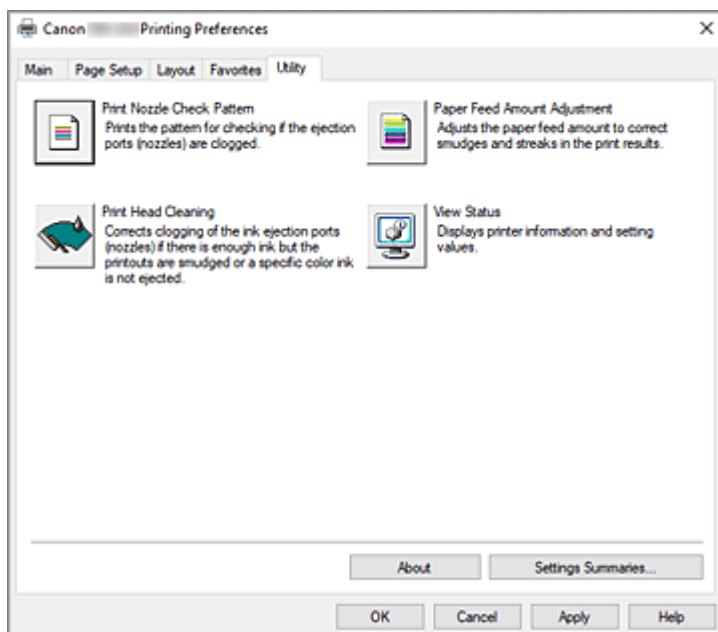 Canon Printing Preferences
Main Page Setup Layout Favorites Utility
Print Nozzle Check Pattern
Prints the pattern for checking if the ejection
ports (nozzles) are clogged.
Paper Feed Amount Adjustment
Adjusts the paper feed amount to correct
smudges and streaks in the print results.
Print Head Cleaning
Corrects clogging of the ink ejection ports
(nozzles) if there is enough ink but the
printouts are smudged or a specific color ink
is not ejected.
View Status
Displays printer information and setting
values.
About Settings Summaries...
OK Cancel Apply Help